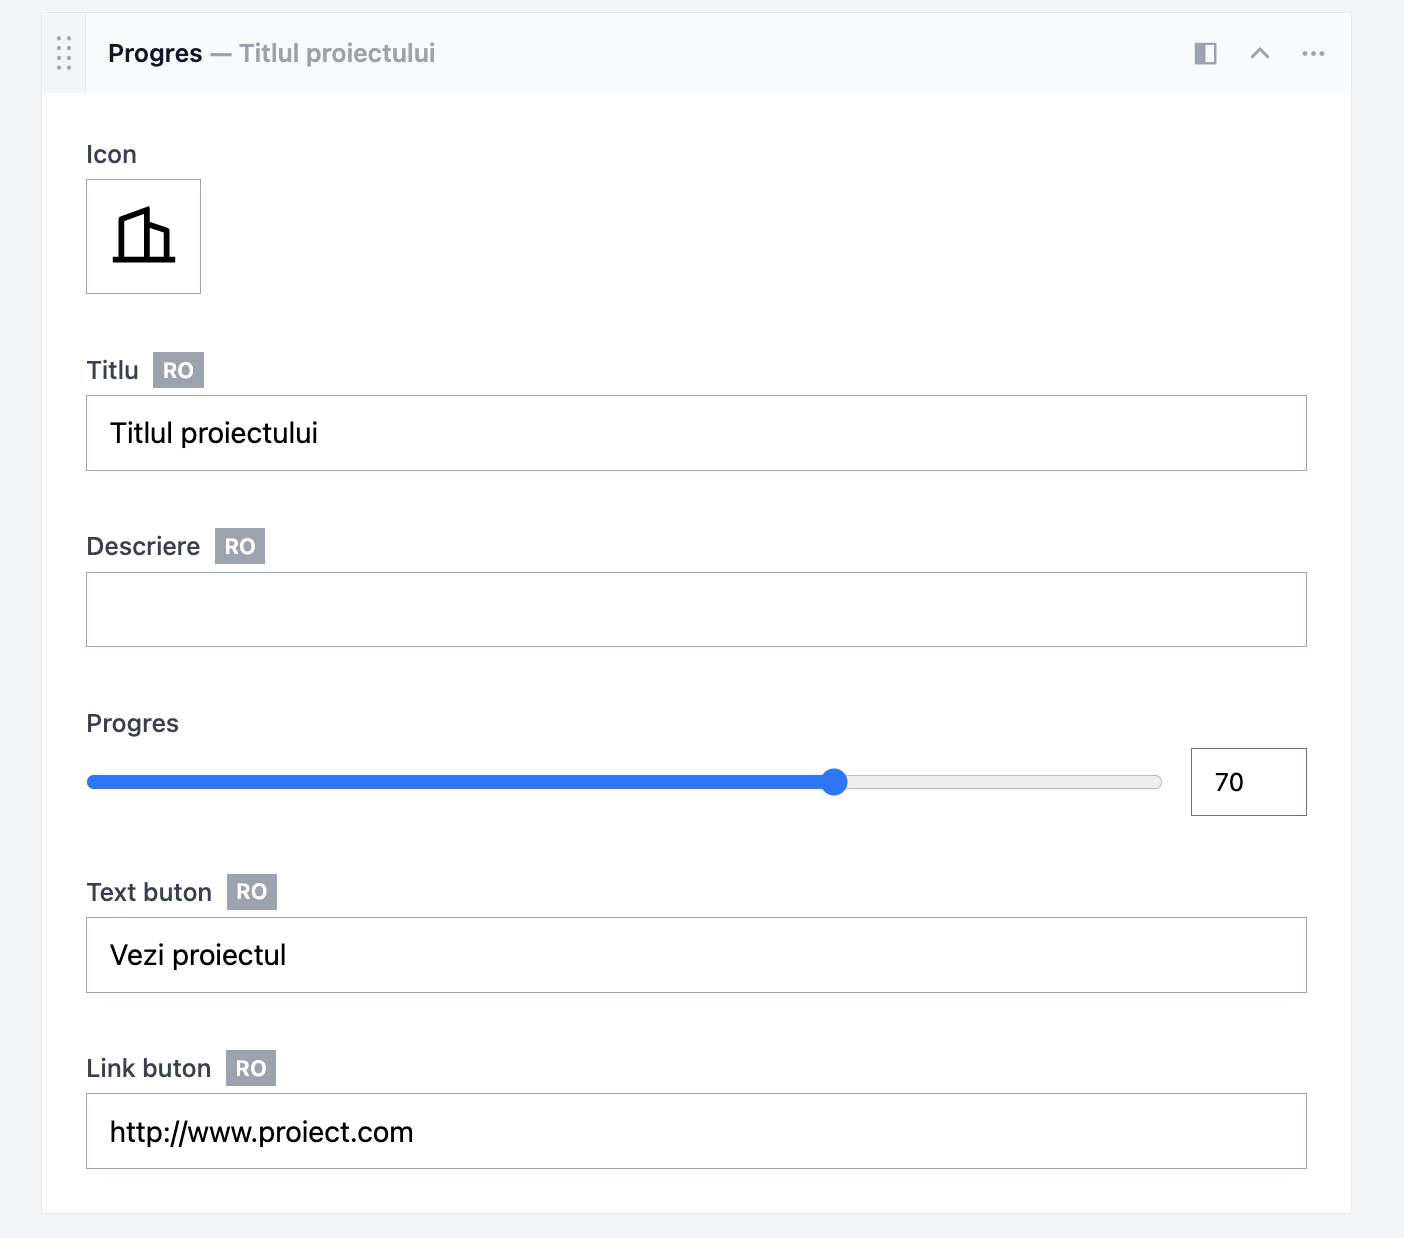 Progres — Titlul proiectului
Icon
Titlu RO
Titlul proiectului
Descriere RO
Progres
70
Text buton RO
Vezi proiectul
Link buton RO
http://www.proiect.com